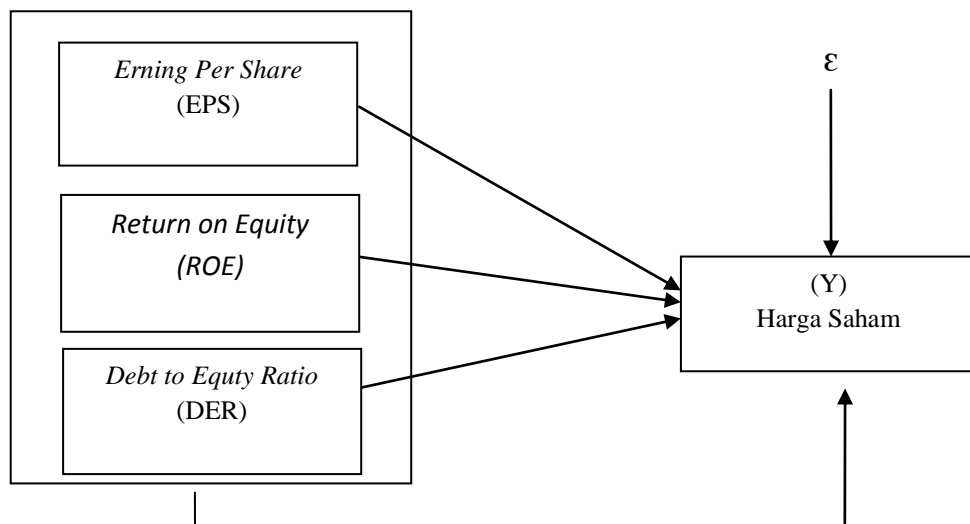 Erning Per Share
(EPS)
Return on Equity
(ROE)
Debt to Equty Ratio
(DER)
ε
(Y)
Harga Saham